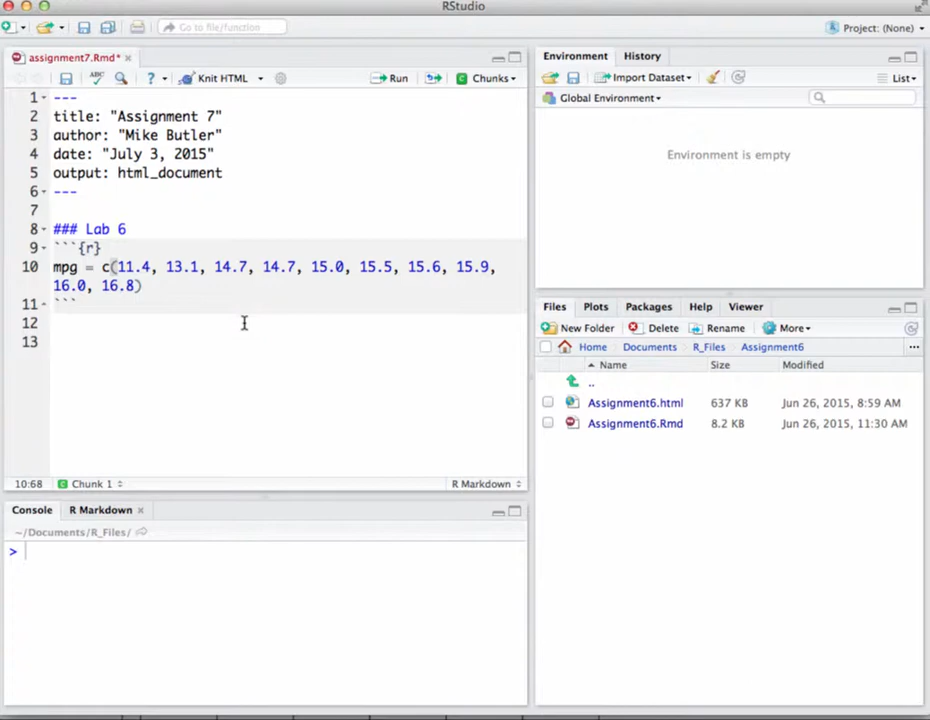 RStudio
Go to file/function
Project: (None)
assignment7.Rmd*
ABC
?
Knit HTML
Run
Chunks
1 ---
2 title: "Assignment 7"
3 author: "Mike Butler"
4 date: "July 3, 2015"
5 output: html_document
6 ---
7
8 ### Lab 6
9 ```{r}
10 mpg = c(11.4, 13.1, 14.7, 14.7, 15.0, 15.5, 15.6, 15.9,
16.0, 16.8)
11 ```
12
13
10:68 C Chunk 1 R Markdown
Console R Markdown
~/Documents/R_Files/
>
Environment History
Import Dataset List
Global Environment
Environment is empty
Files Plots Packages Help Viewer
New Folder Delete Rename More
Home Documents R_Files Assignment6 ...
Name Size Modified
..
Assignment6.html 637 KB Jun 26, 2015, 8:59 AM
Assignment6.Rmd 8.2 KB Jun 26, 2015, 11:30 AM